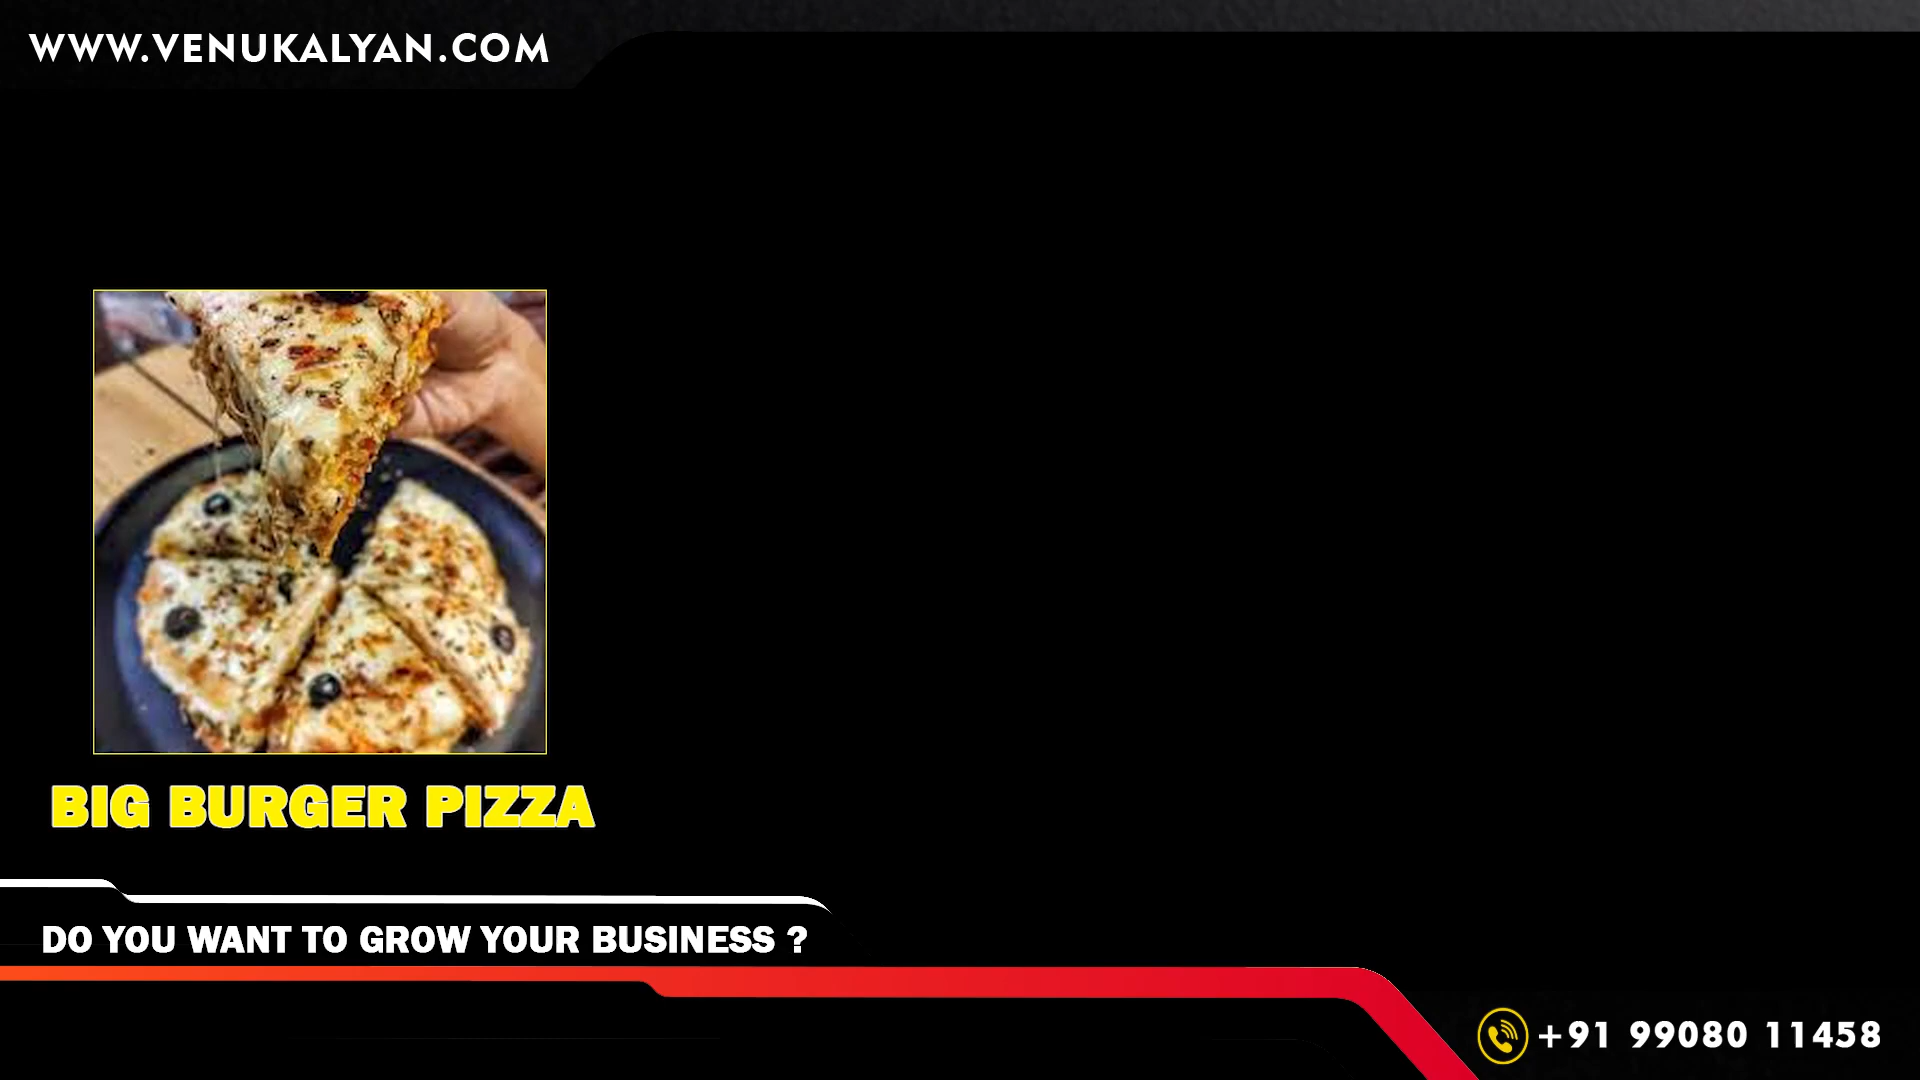 WWW.VENUKALYAN.COM
BIG BURGER PIZZA
DO YOU WANT TO GROW YOUR BUSINESS ?
+91 99080 11458